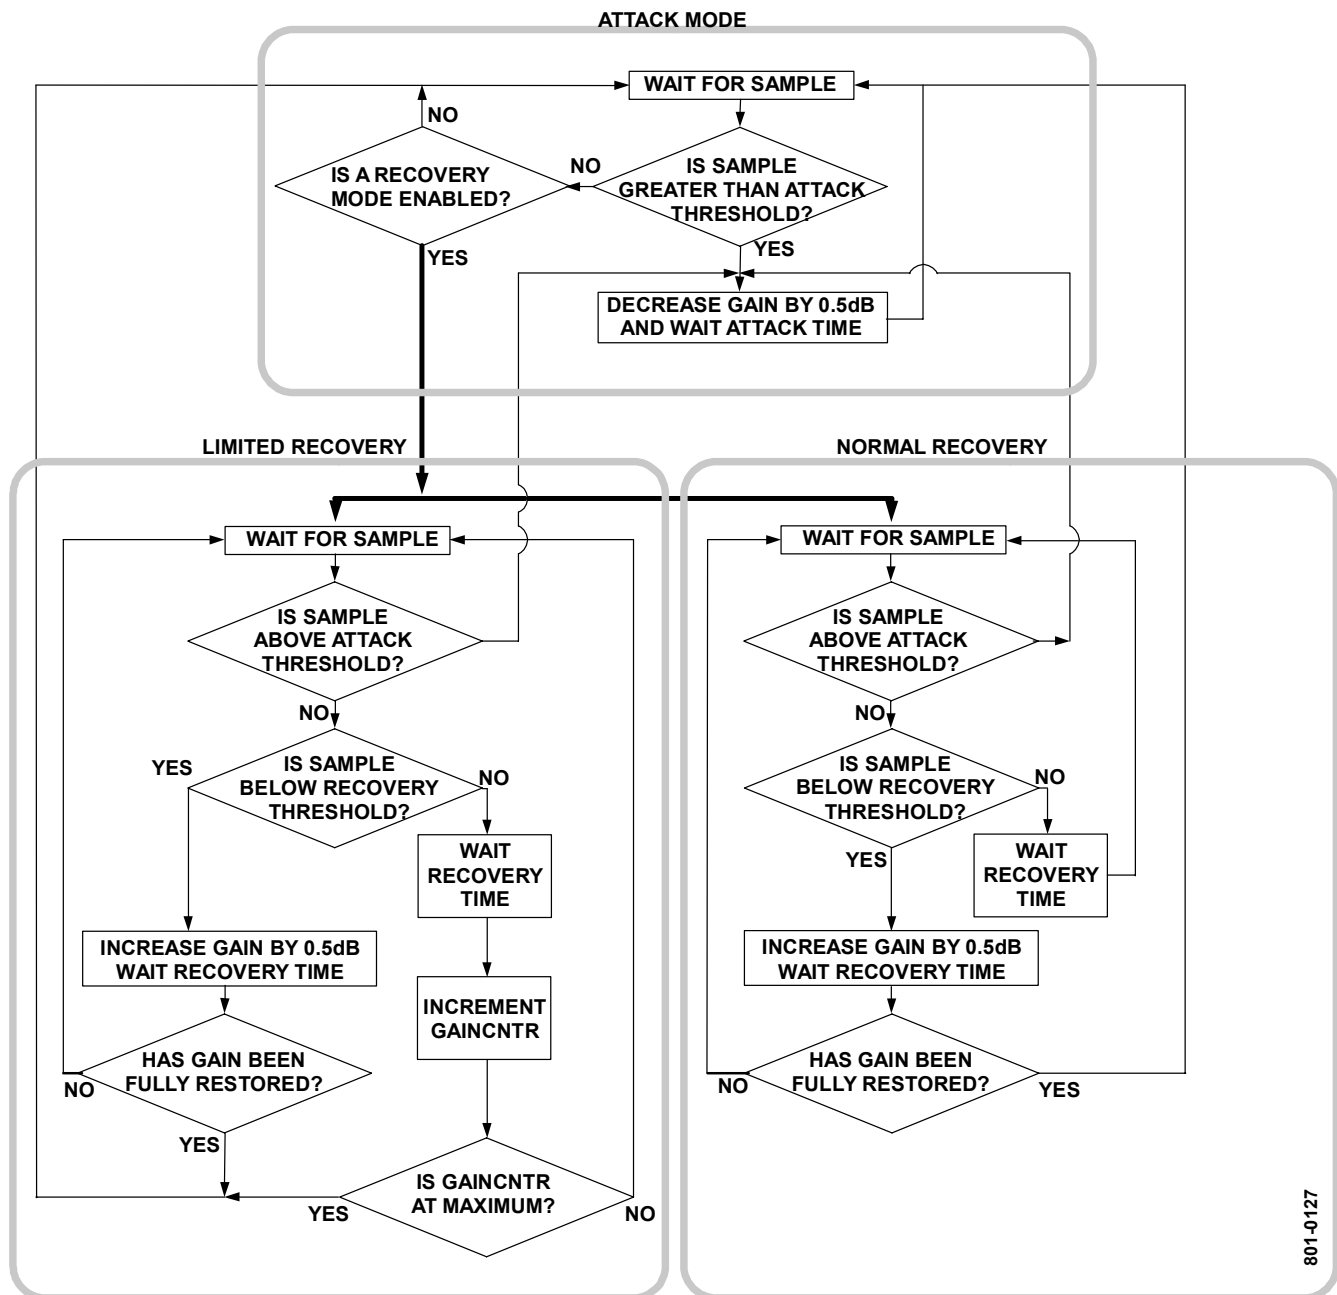 ATTACK MODE
WAIT FOR SAMPLE
NO
IS A RECOVERY
MODE ENABLED?
NO
IS SAMPLE
GREATER THAN ATTACK
THRESHOLD?
YES
YES
DECREASE GAIN BY 0.5dB
AND WAIT ATTACK TIME
LIMITED RECOVERY
WAIT FOR SAMPLE
IS SAMPLE
ABOVE ATTACK
THRESHOLD?
NO
IS SAMPLE
BELOW RECOVERY
THRESHOLD?
YES
NO
WAIT
RECOVERY
TIME
INCREASE GAIN BY 0.5dB
WAIT RECOVERY TIME
INCREMENT
GAINCNTR
HAS GAIN BEEN
FULLY RESTORED?
NO
YES
IS GAINCNTR
AT MAXIMUM?
YES
NO
NORMAL RECOVERY
WAIT FOR SAMPLE
IS SAMPLE
ABOVE ATTACK
THRESHOLD?
NO
IS SAMPLE
BELOW RECOVERY
THRESHOLD?
NO
YES
WAIT
RECOVERY
TIME
INCREASE GAIN BY 0.5dB
WAIT RECOVERY TIME
HAS GAIN BEEN
FULLY RESTORED?
NO
YES
801-0127